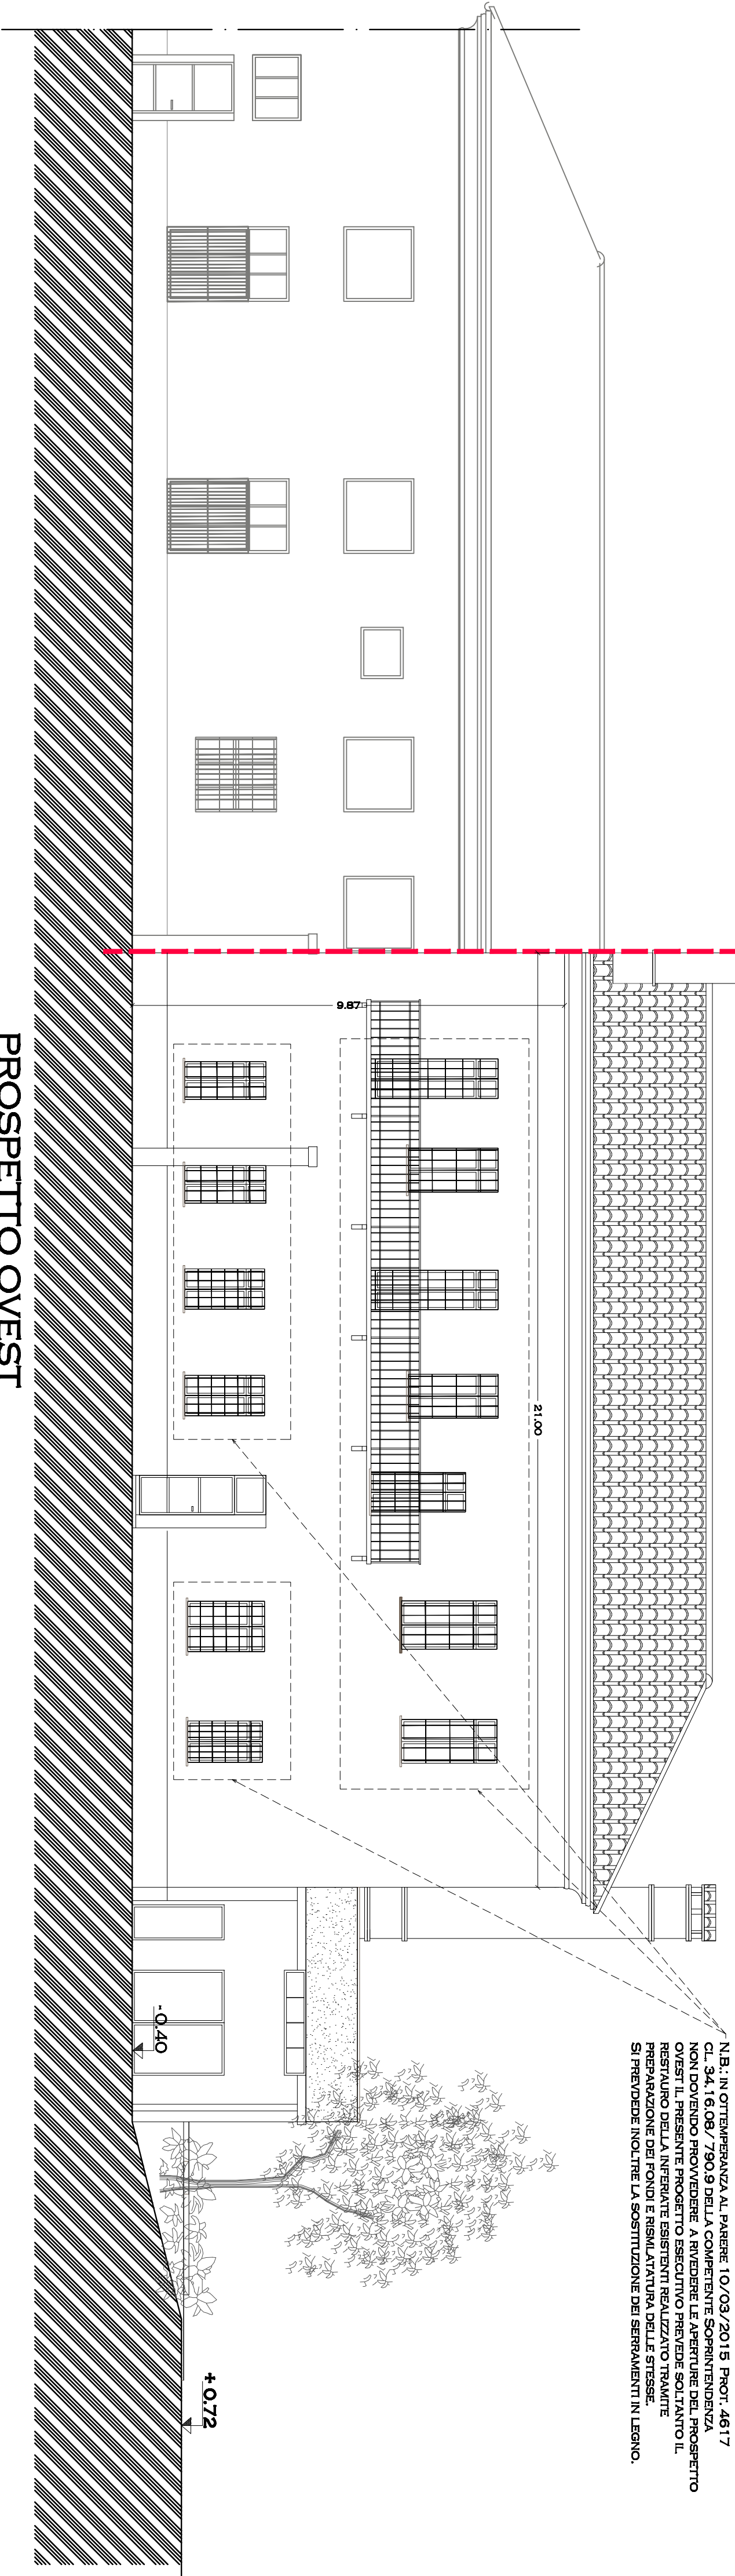 N.B.: IN OTTEMPERANZA AL PARERE 10/03/2015 PROT. 4617
CL. 34.16.08/790.9 DELLA COMPETENTE SOPRINTENDENZA
NON DOVENDO PROVVEDERE A RIVEDERE LE APERTURE DEL PROSPETTO
OVEST IL PRESENTE PROGETTO ESECUTIVO PREVEDE SOLTANTO IL
RESTAURO DELLA INFERIATE ESISTENTI REALIZZATO TRAMITE
PREPARAZIONE DEI FONDI E RISMLATATURA DELLE STESSE.
SI PREVDEDE INOLTRE LA SOSTITUZIONE DEI SERRAMENTI IN LEGNO.
21.00
9.87
+ 0.72
- 0.40
PROSPETTO OVEST